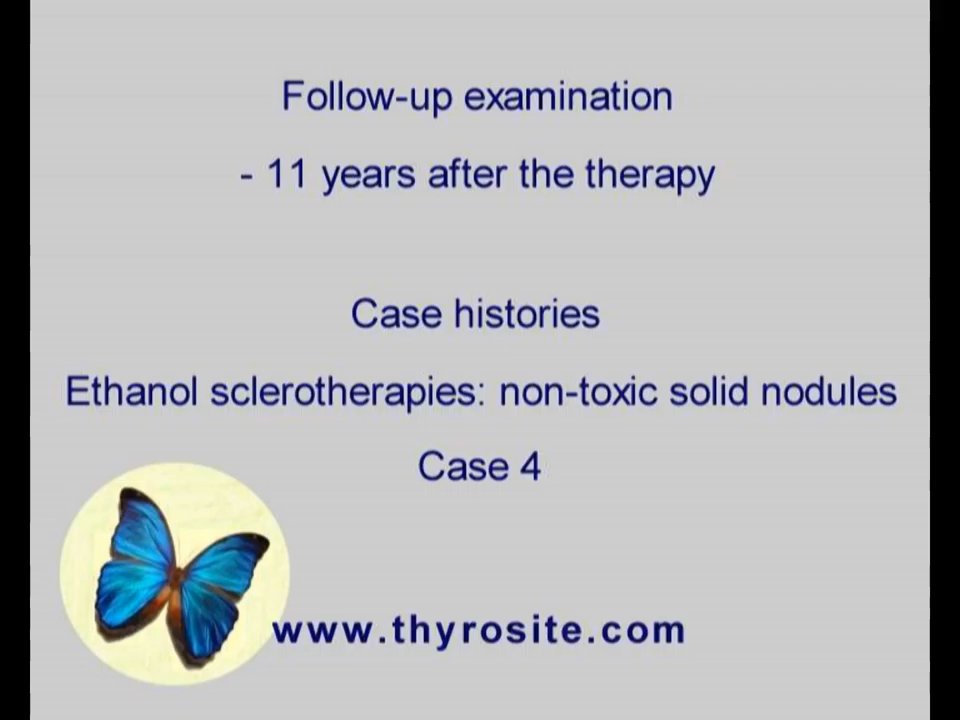 Follow-up examination
- 11 years after the therapy
Case histories
Ethanol sclerotherapies: non-toxic solid nodules
Case 4
www.thyrosite.com